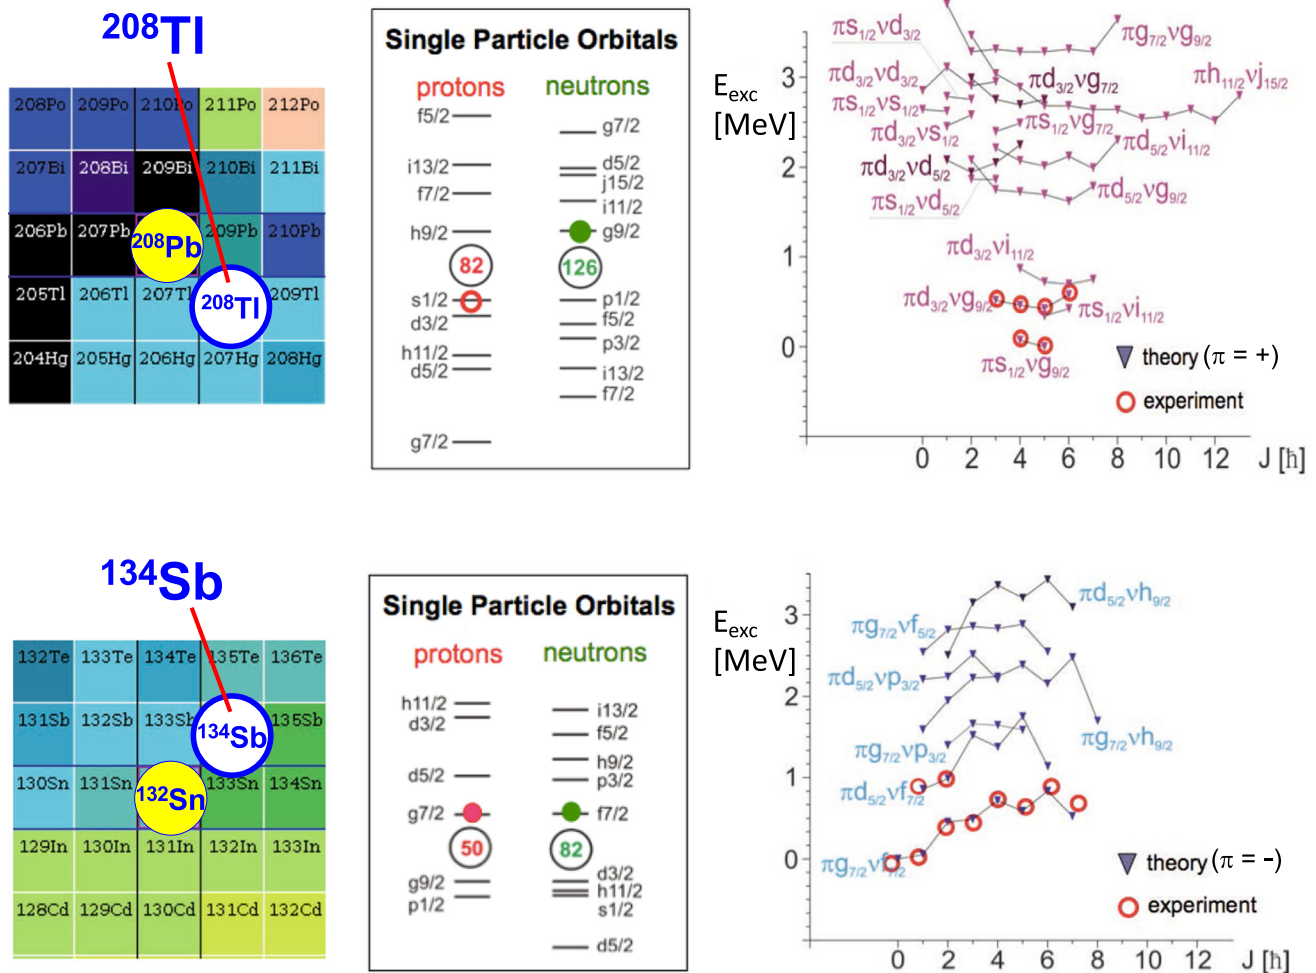 208Tl
208Po 209Po 210Po 211Po 212Po
207Bi 208Bi 209Bi 210Bi 211Bi
206Pb 207Pb 208Pb 209Pb 210Pb
205Tl 206Tl 207Tl 208Tl 209Tl
204Hg 205Hg 206Hg 207Hg 208Hg
Single Particle Orbitals
protons
neutrons
f5/2
i13/2
f7/2
h9/2
82
s1/2
d3/2
h11/2
d5/2
g7/2
g7/2
d5/2
j15/2
i11/2
g9/2
126
p1/2
f5/2
p3/2
i13/2
f7/2
Eexc
[MeV]
3
2
1
0
πs1/2νd3/2
πg7/2νg9/2
πd3/2νd3/2
πd3/2νg7/2
πh11/2νj15/2
πs1/2νs1/2
πs1/2νg7/2
πd3/2νs1/2
πd5/2νi11/2
πd3/2νd5/2
πd5/2νg9/2
πs1/2νd5/2
πd3/2νi11/2
πd3/2νg9/2
πs1/2νi11/2
πs1/2νg9/2
theory (π = +)
experiment
0 2 4 6 8 10 12 J [ħ]
134Sb
132Te 133Te 134Te 135Te 136Te
131Sb 132Sb 133Sb 134Sb 135Sb
130Sn 131Sn 132Sn 133Sn 134Sn
129In 130In 131In 132In 133In
128Cd 129Cd 130Cd 131Cd 132Cd
Single Particle Orbitals
protons
neutrons
h11/2
d3/2
d5/2
g7/2
50
g9/2
p1/2
i13/2
f5/2
h9/2
p3/2
f7/2
82
d3/2
h11/2
s1/2
d5/2
Eexc
[MeV]
3
2
1
0
πd5/2νh9/2
πg7/2νf5/2
πd5/2νp3/2
πg7/2νh9/2
πg7/2νp3/2
πd5/2νf7/2
πg7/2νf7/2
theory (π = -)
experiment
0 2 4 6 8 10 12 J [ħ]